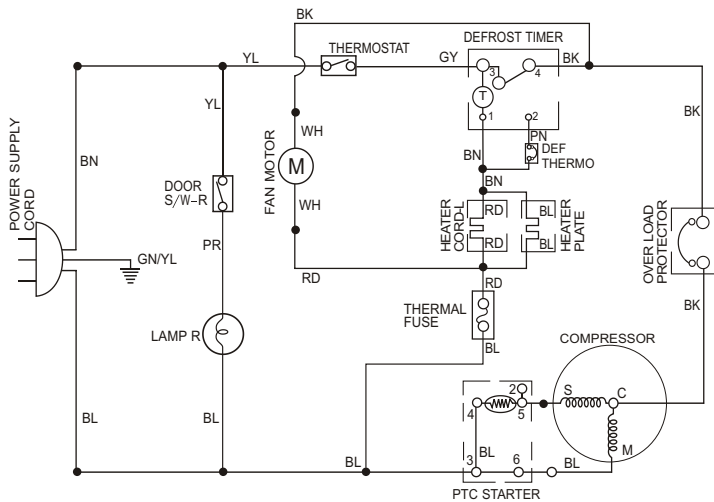 BK
DEFROST TIMER
THERMOSTAT
YL
GY
3
4
BK
T
1
2
YL
BK
BN
PN
DEF
THERMO
BN
WH
M
WH
FAN MOTOR
POWER SUPPLY
CORD
DOOR
S/W-R
BN
RD
BL
HEATER
CORD-L
HEATER
PLATE
RD
BL
OVER LOAD
PROTECTOR
PR
GN/YL
RD
RD
THERMAL
FUSE
BK
LAMP R
BL
COMPRESSOR
2
S
C
4
5
BL
BL
M
BL
3
BL
6
BL
PTC STARTER